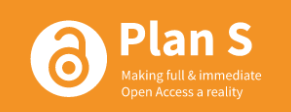 Plan S
Making full & immediate
Open Access a reality